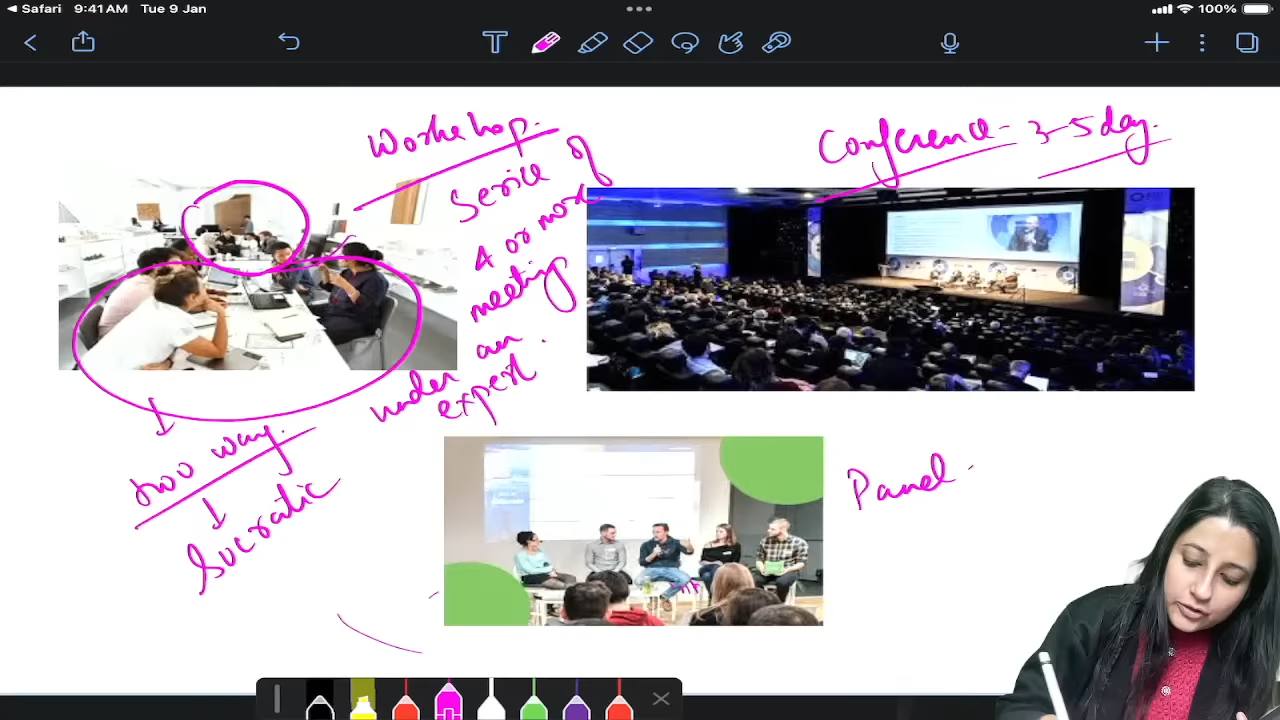 Safari 9:41 AM Tue 9 Jan
100%
T
Workshop.
Serice of
4 or more
meeting
under an
expert.
Conference - 3-5 day.
two way.
Socratic
Panel